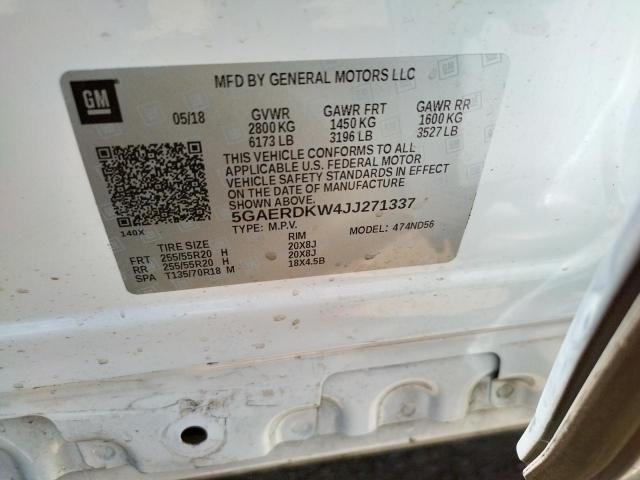 MFD BY GENERAL MOTORS LLC
GM
05/18 GVWR GAWR FRT GAWR RR
2800 KG 1450 KG 1600 KG
6173 LB 3196 LB 3527 LB
THIS VEHICLE CONFORMS TO ALL
APPLICABLE U.S. FEDERAL MOTOR
VEHICLE SAFETY STANDARDS IN EFFECT
ON THE DATE OF MANUFACTURE
SHOWN ABOVE.
5GAERDKW4JJ271337
140X TYPE: M.P.V. MODEL: 474ND56
TIRE SIZE RIM
FRT 255/55R20 H 20X8J
RR 255/55R20 H 20X8J
SPA T135/70R18 M 18X4.5B